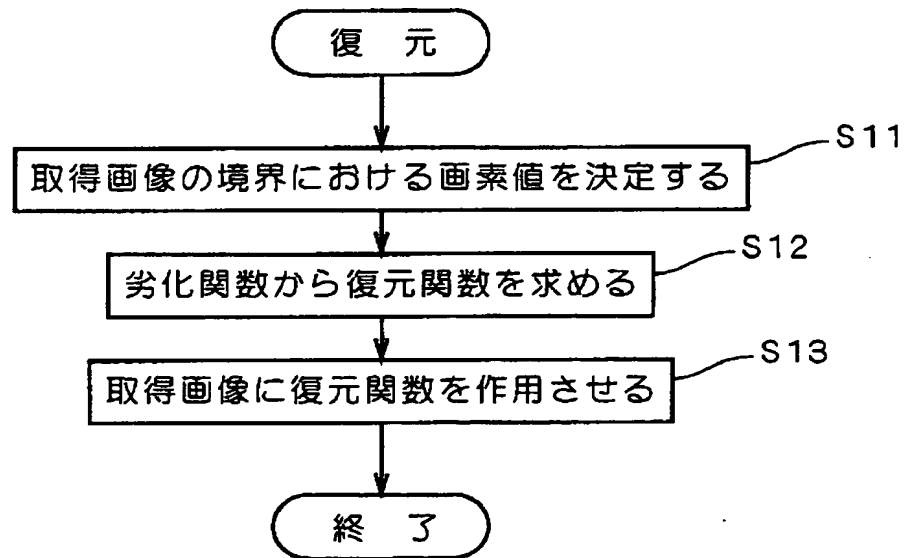 復 元
S11
取得画像の境界における画素値を決定する
S12
劣化関数から復元関数を求める
S13
取得画像に復元関数を作用させる
終 了